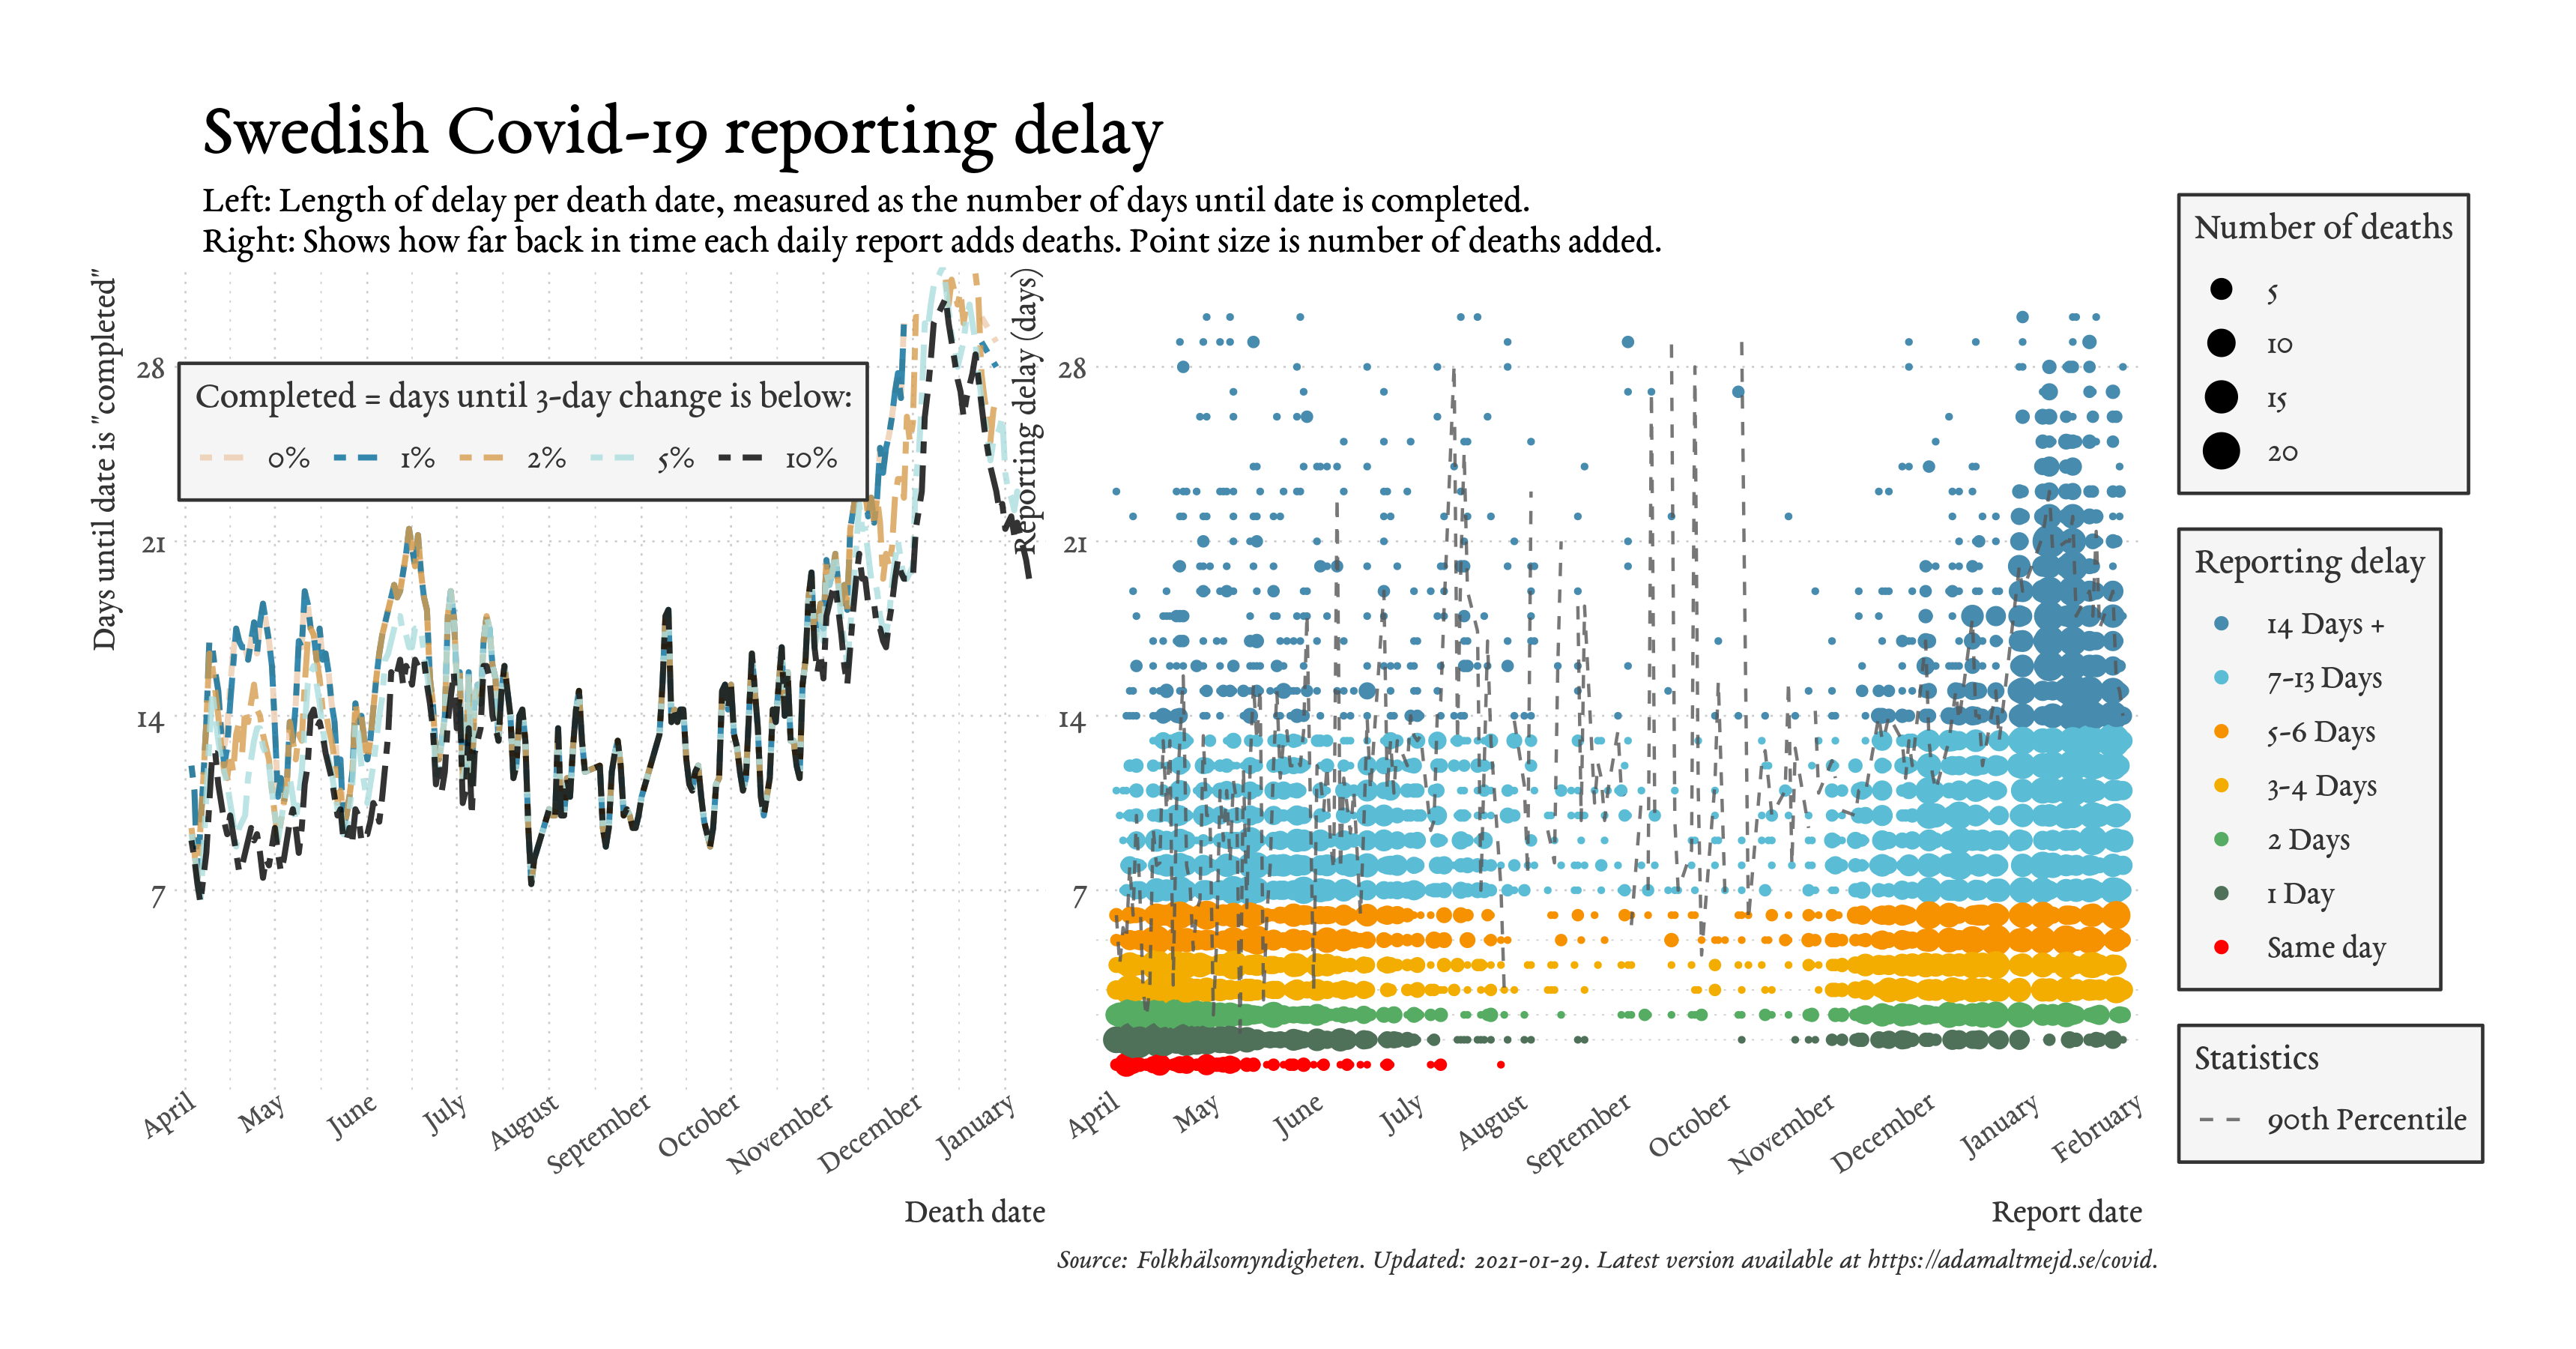 Swedish Covid-19 reporting delay
Left: Length of delay per death date, measured as the number of days until date is completed.
Right: Shows how far back in time each daily report adds deaths. Point size is number of deaths added.
Days until date is "completed"
28
21
14
7
Completed = days until 3-day change is below:
0% 1% 2% 5% 10%
April May June July August September October November December January
Death date
Reporting delay (days)
28
21
14
7
April May June July August September October November December January February
Report date
Number of deaths
5
10
15
20
Reporting delay
14 Days +
7-13 Days
5-6 Days
3-4 Days
2 Days
1 Day
Same day
Statistics
90th Percentile
Source: Folkhälsomyndigheten. Updated: 2021-01-29. Latest version available at https://adamaltmejd.se/covid.